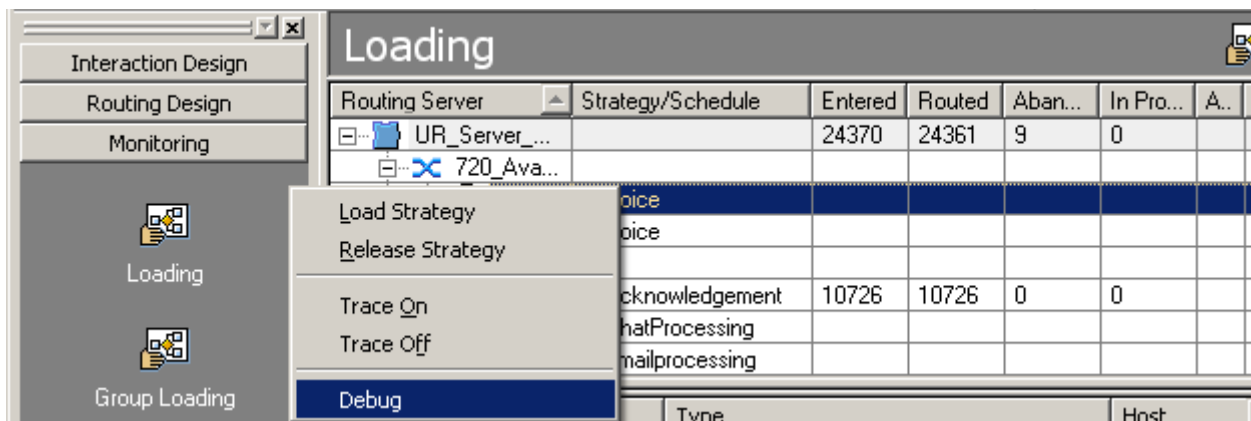 Interaction Design
Routing Design
Monitoring
Loading
Group Loading
Loading
Routing Server Strategy/Schedule Entered Routed Aban... In Pro... A..
UR_Server_... 24370 24361 9 0
720_Ava...
oice
oice
cknowledgement 10726 10726 0 0
hatProcessing
mailprocessing
Load Strategy
Release Strategy
Trace On
Trace Off
Debug
Type Host